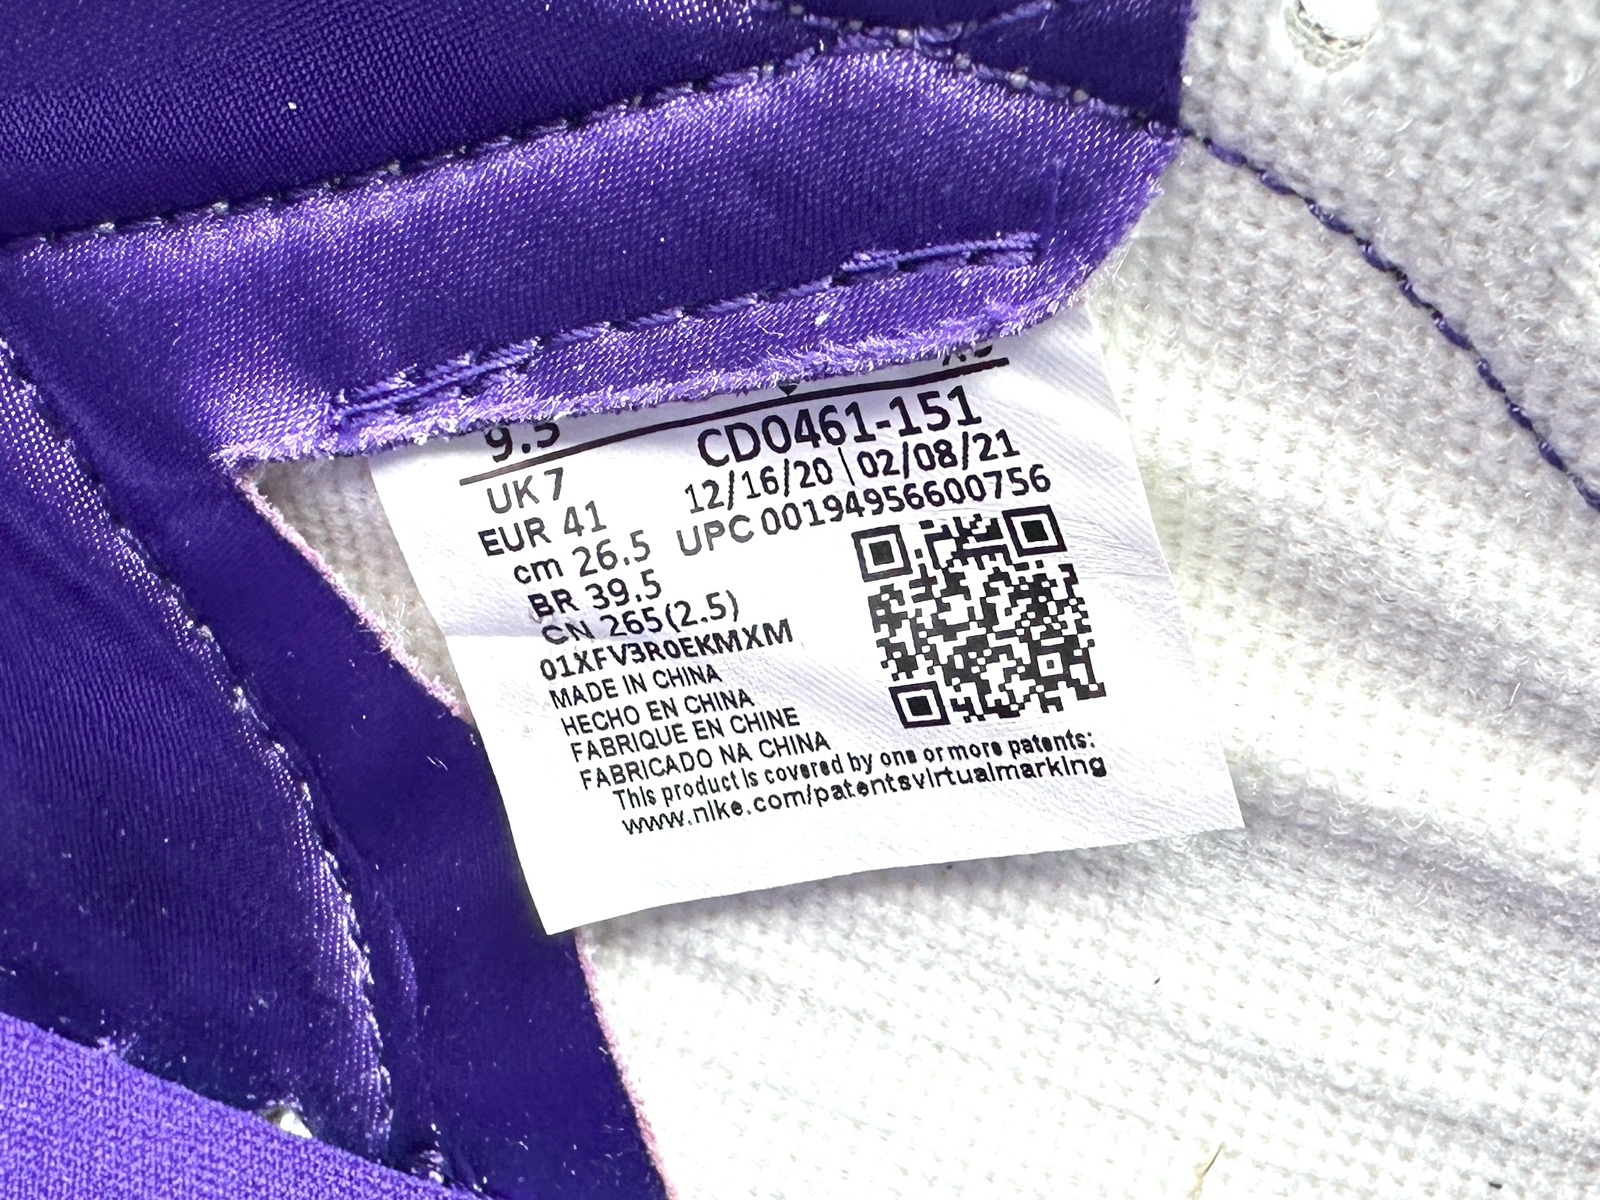 9.5
CD0461-151
UK 7
12/16/20 | 02/08/21
EUR 41
UPC 00194956600756
cm 26.5
BR 39.5
CN 265(2.5)
01XFV3R0EKMXM
MADE IN CHINA
HECHO EN CHINA
FABRIQUE EN CHINE
FABRICADO NA CHINA
This product is covered by one or more patents:
www.nike.com/patentsvirtualmarking